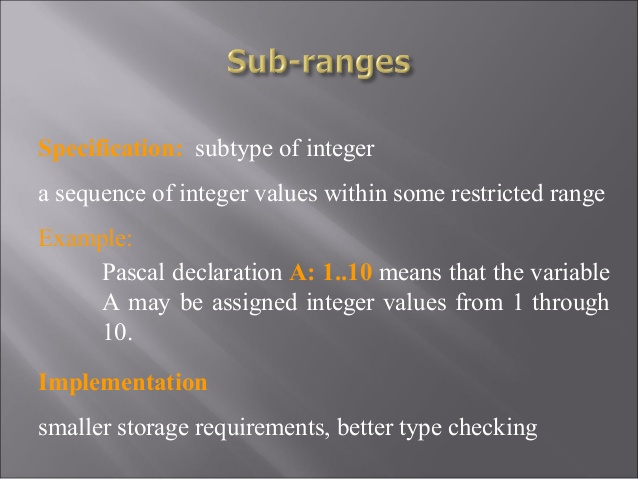 Sub-ranges
Specification: subtype of integer
a sequence of integer values within some restricted range
Example:
Pascal declaration A: 1..10 means that the variable
A may be assigned integer values from 1 through
10.
Implementation
smaller storage requirements, better type checking